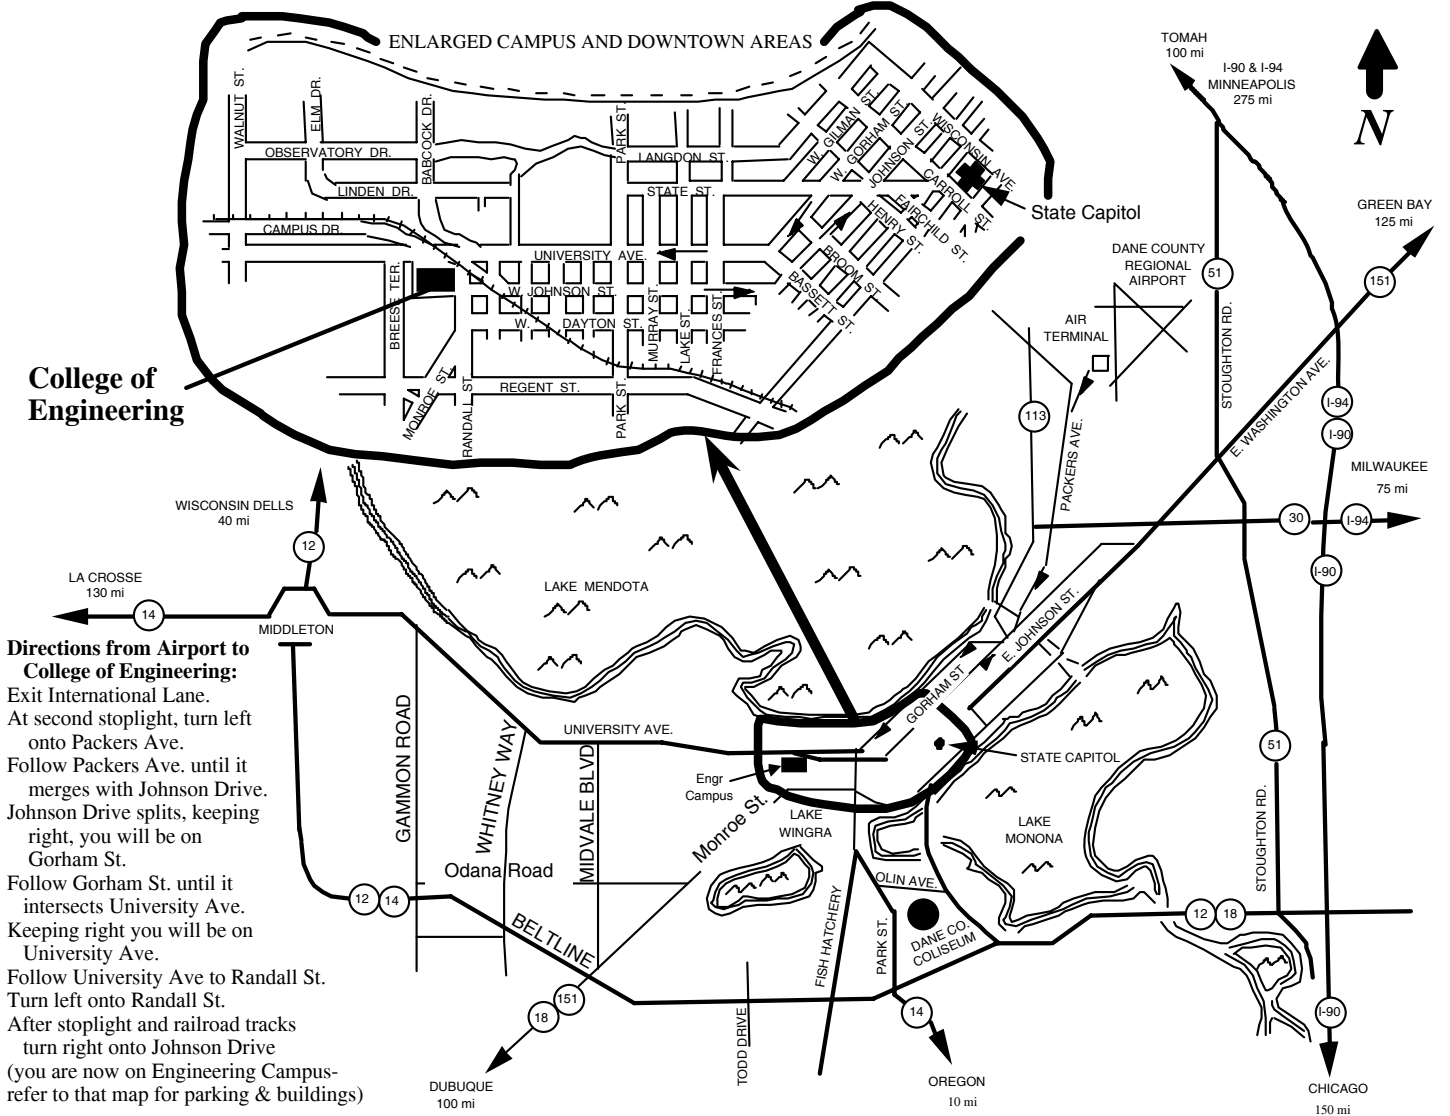 ENLARGED CAMPUS AND DOWNTOWN AREAS
WALNUT ST.
ELM DR.
BABCOCK DR.
PARK ST.
OBSERVATORY DR.
LINDEN DR.
CAMPUS DR.
LANGDON ST.
STATE ST.
UNIVERSITY AVE.
W. JOHNSON ST.
W. DAYTON ST.
REGENT ST.
BREESE TER.
MONROE ST.
RANDALL ST.
PARK ST.
MURRAY ST.
LAKE ST.
FRANCES ST.
W. GILMAN ST.
W. GORHAM ST.
JOHNSON ST.
WISCONSIN AVE.
CARROLL ST.
FAIRCHILD ST.
HENRY ST.
BROOM ST.
BASSETT ST.
State Capitol
College of
Engineering
TOMAH
100 mi
I-90 & I-94
MINNEAPOLIS
275 mi
N
GREEN BAY
125 mi
DANE COUNTY
REGIONAL
AIRPORT
AIR
TERMINAL
51
151
STOUGHTON RD.
E. WASHINGTON AVE.
113
PACKERS AVE.
I-94
I-90
MILWAUKEE
75 mi
30
I-94
I-90
WISCONSIN DELLS
40 mi
12
LA CROSSE
130 mi
14
MIDDLETON
LAKE MENDOTA
E. JOHNSON ST.
GORHAM ST
UNIVERSITY AVE.
STATE CAPITOL
Engr
Campus
Monroe St.
LAKE
WINGRA
LAKE
MONONA
GAMMON ROAD
WHITNEY WAY
MIDVALE BLVD
Odana Road
BELTLINE
12
14
OLIN AVE.
FISH HATCHERY
PARK ST.
DANE CO.
COLISEUM
TODD DRIVE
51
STOUGHTON RD.
12
18
I-90
151
18
14
DUBUQUE
100 mi
OREGON
10 mi
CHICAGO
150 mi
Directions from Airport to
College of Engineering:
Exit International Lane.
At second stoplight, turn left
onto Packers Ave.
Follow Packers Ave. until it
merges with Johnson Drive.
Johnson Drive splits, keeping
right, you will be on
Gorham St.
Follow Gorham St. until it
intersects University Ave.
Keeping right you will be on
University Ave.
Follow University Ave to Randall St.
Turn left onto Randall St.
After stoplight and railroad tracks
turn right onto Johnson Drive
(you are now on Engineering Campus-
refer to that map for parking & buildings)